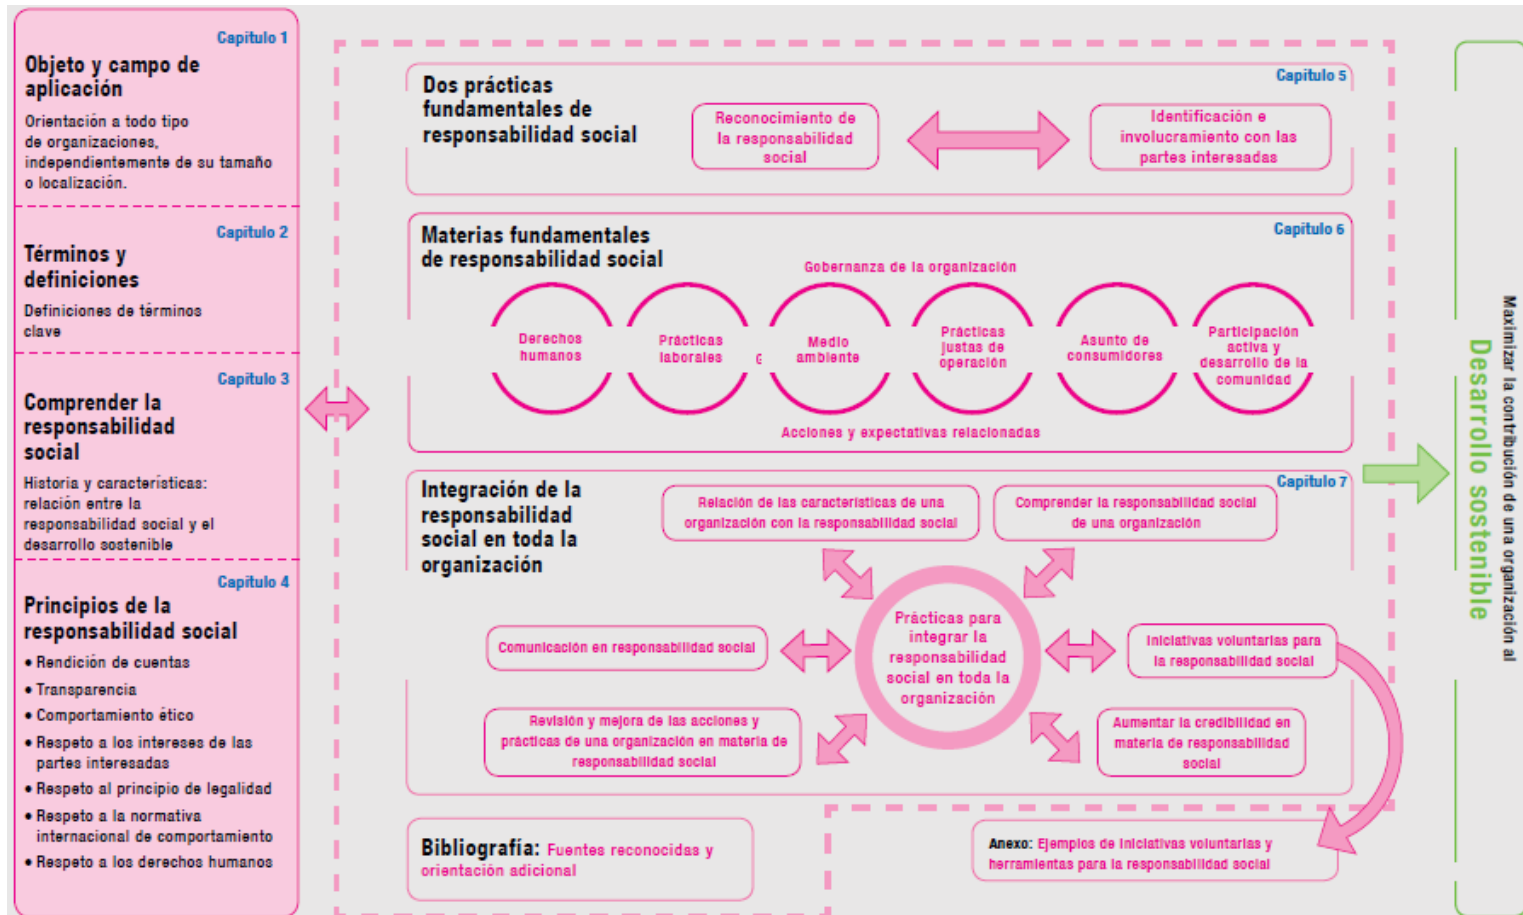 Capítulo 1
Objeto y campo de
aplicación
Orientación a todo tipo
de organizaciones,
independientemente de su tamaño
o localización.
Capítulo 2
Términos y
definiciones
Definiciones de términos
clave
Capítulo 3
Comprender la
responsabilidad
social
Historia y características:
relación entre la
responsabilidad social y el
desarrollo sostenible
Capítulo 4
Principios de la
responsabilidad social
• Rendición de cuentas
• Transparencia
• Comportamiento ético
• Respeto a los intereses de las
partes interesadas
• Respeto al principio de legalidad
• Respeto a la normativa
internacional de comportamiento
• Respeto a los derechos humanos
Capítulo 5
Dos prácticas
fundamentales de
responsabilidad social
Reconocimiento de
la responsabilidad
social
Identificación e
involucramiento con las
partes interesadas
Capítulo 6
Materias fundamentales
de responsabilidad social
Gobernanza de la organización
Derechos
humanos
Prácticas
laborales
Medio
ambiente
Prácticas
justas de
operación
Asunto de
consumidores
Participación
activa y
desarrollo de la
comunidad
Acciones y expectativas relacionadas
Capítulo 7
Integración de la
responsabilidad
social en toda la
organización
Relación de las características de una
organización con la responsabilidad social
Comprender la responsabilidad social
de una organización
Prácticas para
integrar la
responsabilidad
social en toda la
organización
Comunicación en responsabilidad social
Iniciativas voluntarias para
la responsabilidad social
Revisión y mejora de las acciones y
prácticas de una organización en materia de
responsabilidad social
Aumentar la credibilidad en
materia de responsabilidad
social
Bibliografía: Fuentes reconocidas y
orientación adicional
Anexo: Ejemplos de iniciativas voluntarias y
herramientas para la responsabilidad social
Maximizar la contribución de una organización al
Desarrollo sostenible